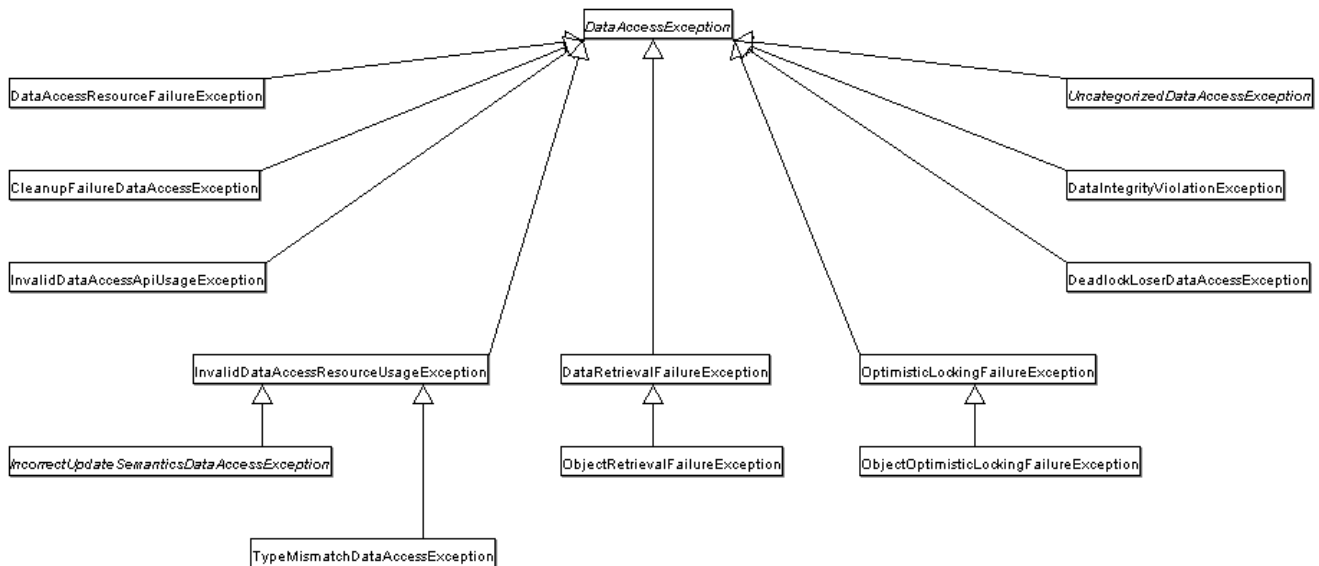 DataAccessException
DataAccessResourceFailureException
UncategorizedDataAccessException
CleanupFailureDataAccessException
DataIntegrityViolationException
InvalidDataAccessApiUsageException
DeadlockLoserDataAccessException
InvalidDataAccessResourceUsageException
DataRetrievalFailureException
OptimisticLockingFailureException
IncorrectUpdateSemanticsDataAccessException
ObjectRetrievalFailureException
ObjectOptimisticLockingFailureException
TypeMismatchDataAccessException